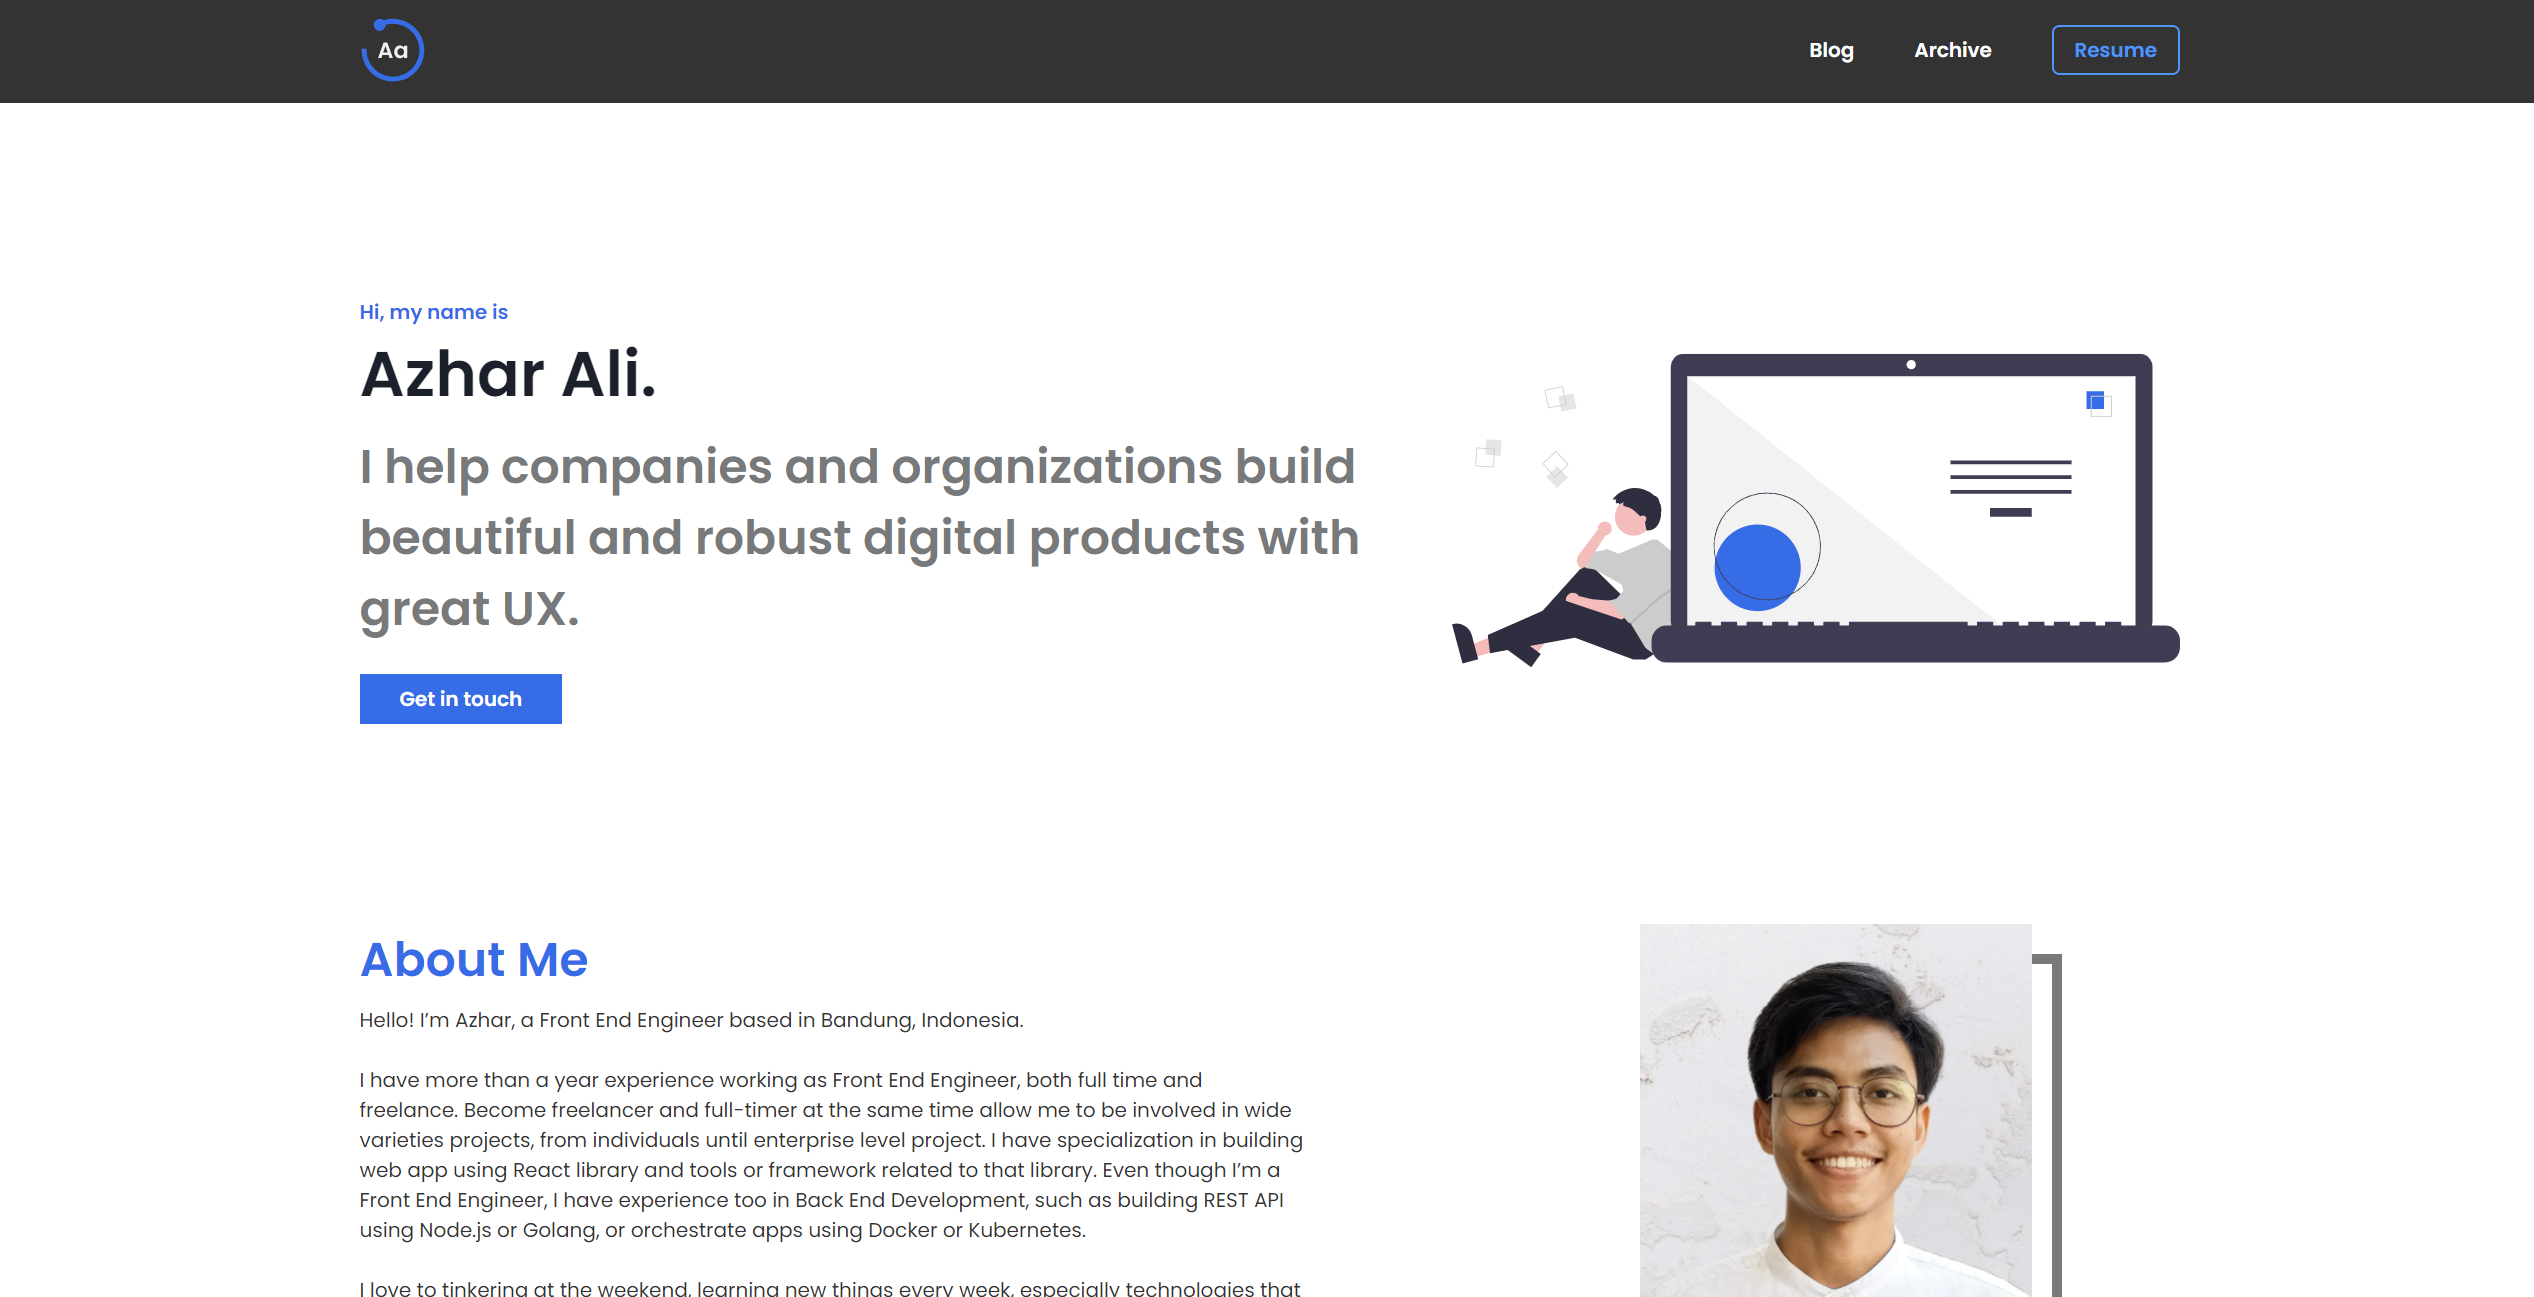 Aa
Blog
Archive
Resume
Hi, my name is
Azhar Ali.
I help companies and organizations build
beautiful and robust digital products with
great UX.
Get in touch
About Me
Hello! I’m Azhar, a Front End Engineer based in Bandung, Indonesia.
I have more than a year experience working as Front End Engineer, both full time and
freelance. Become freelancer and full-timer at the same time allow me to be involved in wide
varieties projects, from individuals until enterprise level project. I have specialization in building
web app using React library and tools or framework related to that library. Even though I’m a
Front End Engineer, I have experience too in Back End Development, such as building REST API
using Node.js or Golang, or orchestrate apps using Docker or Kubernetes.
I love to tinkering at the weekend, learning new things every week, especially technologies that